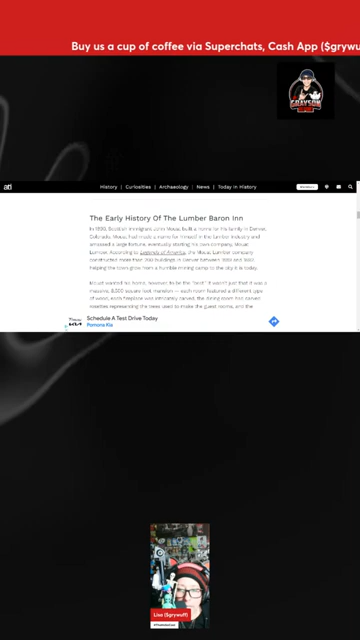 Buy us a cup of coffee via Superchats, Cash App ($grywu
GRAYSON
ati
History | Curiosities | Archaeology | News | Today In History
The Early History Of The Lumber Baron Inn
In 1890, Scottish immigrant John Mouat built a home for his family in Denver,
Colorado. Mouat had made a name for himself in the lumber industry and
amassed a large fortune, eventually starting his own company, Mouat
Lumber. According to Legends of America, the Mouat Lumber company
constructed more than 200 buildings in Denver between 1880 and 1890,
helping the town grow from a humble mining camp to the city it is today.
Mouat wanted his home, however, to be the "best." It wasn't just that it was a
massive, 8,500 square foot mansion — each room featured a different type
of wood, each fireplace was intricately carved, the dining room had carved
rosettes representing the trees used to make the guest rooms, and the
Schedule A Test Drive Today
Pomona Kia
Lisa ($grywuff)